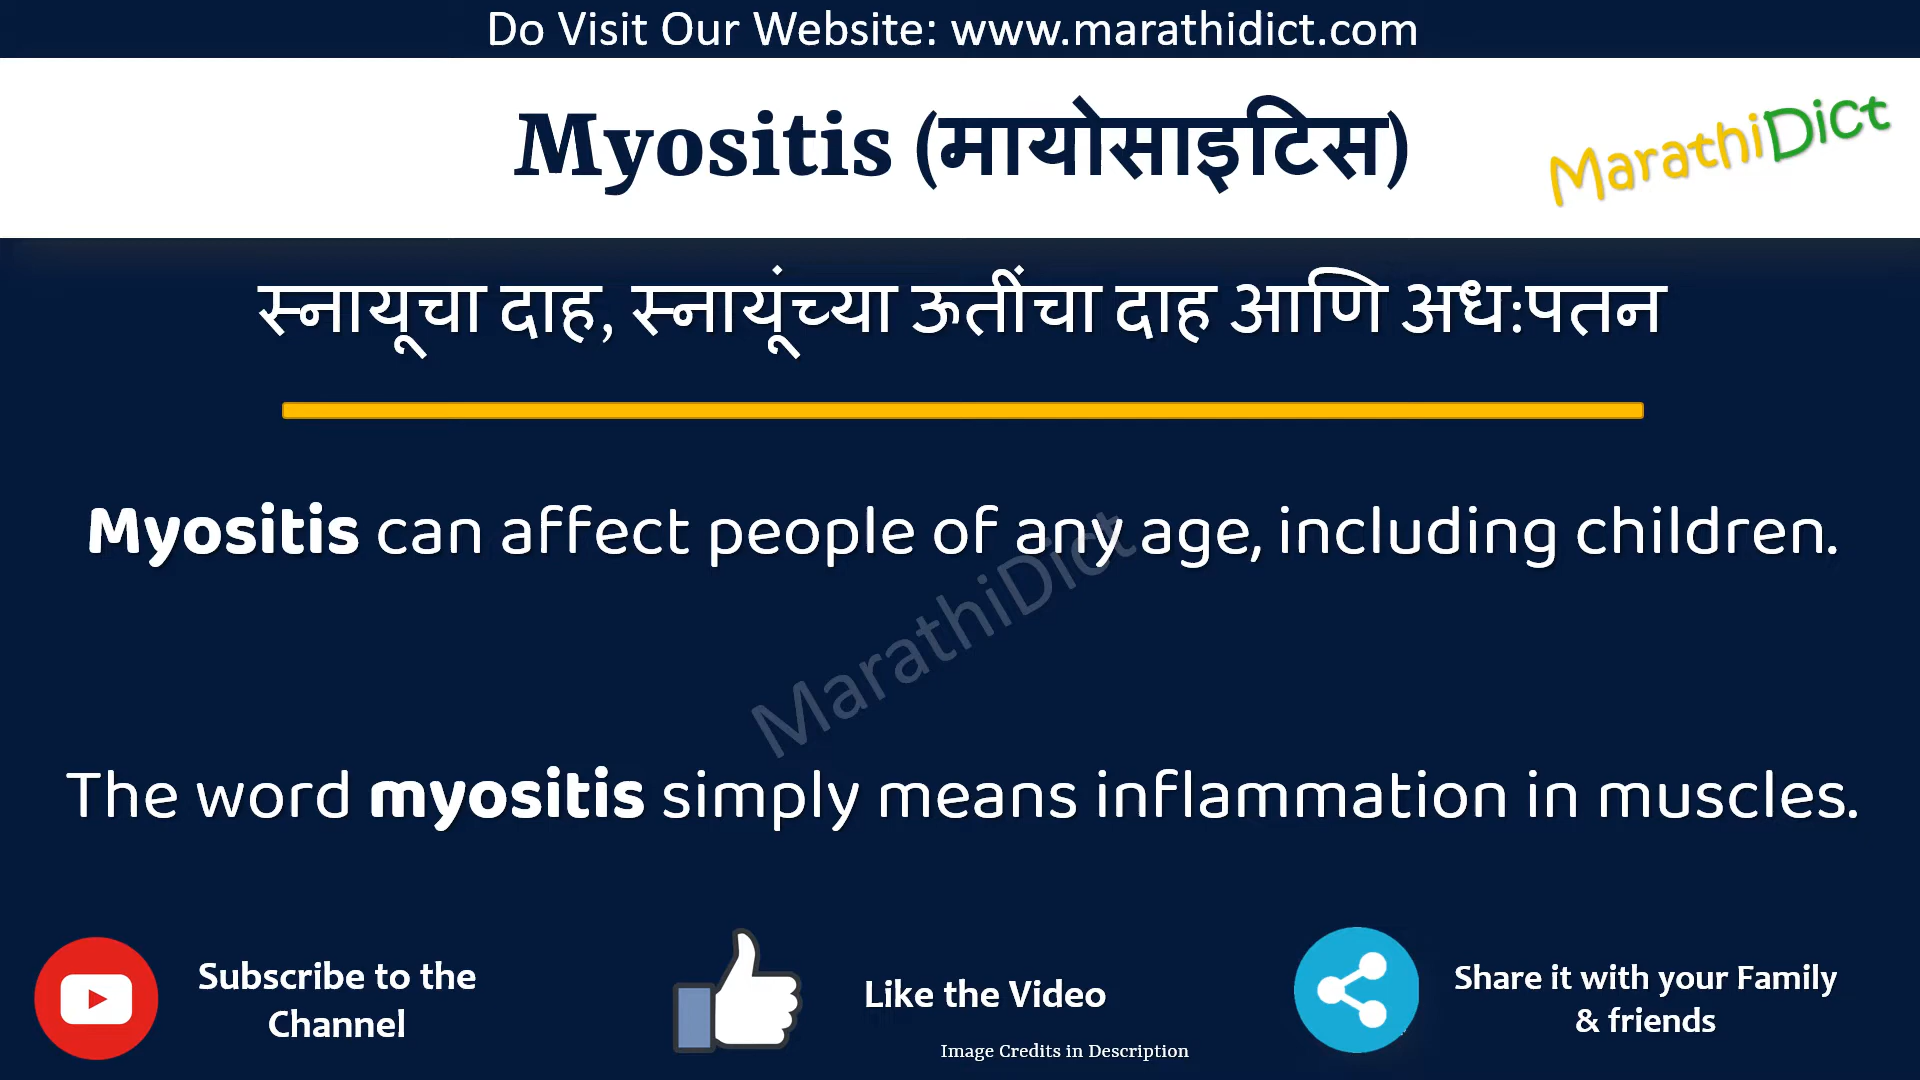 Do Visit Our Website: www.marathidict.com
Myositis (मायोसाइटिस)
MarathiDict
स्नायूचा दाह, स्नायूंच्या ऊतींचा दाह आणि अधःपतन
Myositis can affect people of any age, including children.
MarathiDict
The word myositis simply means inflammation in muscles.
Subscribe to the
Channel
Like the Video
Share it with your Family
& friends
Image Credits in Description